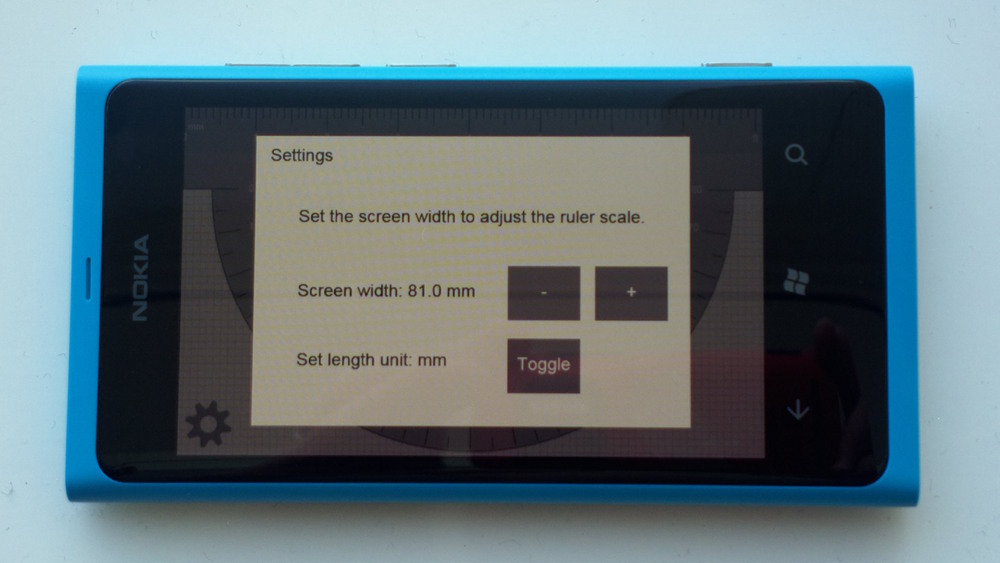 NOKIA
Settings
Set the screen width to adjust the ruler scale.
Screen width: 81.0 mm
-
+
Set length unit: mm
Toggle